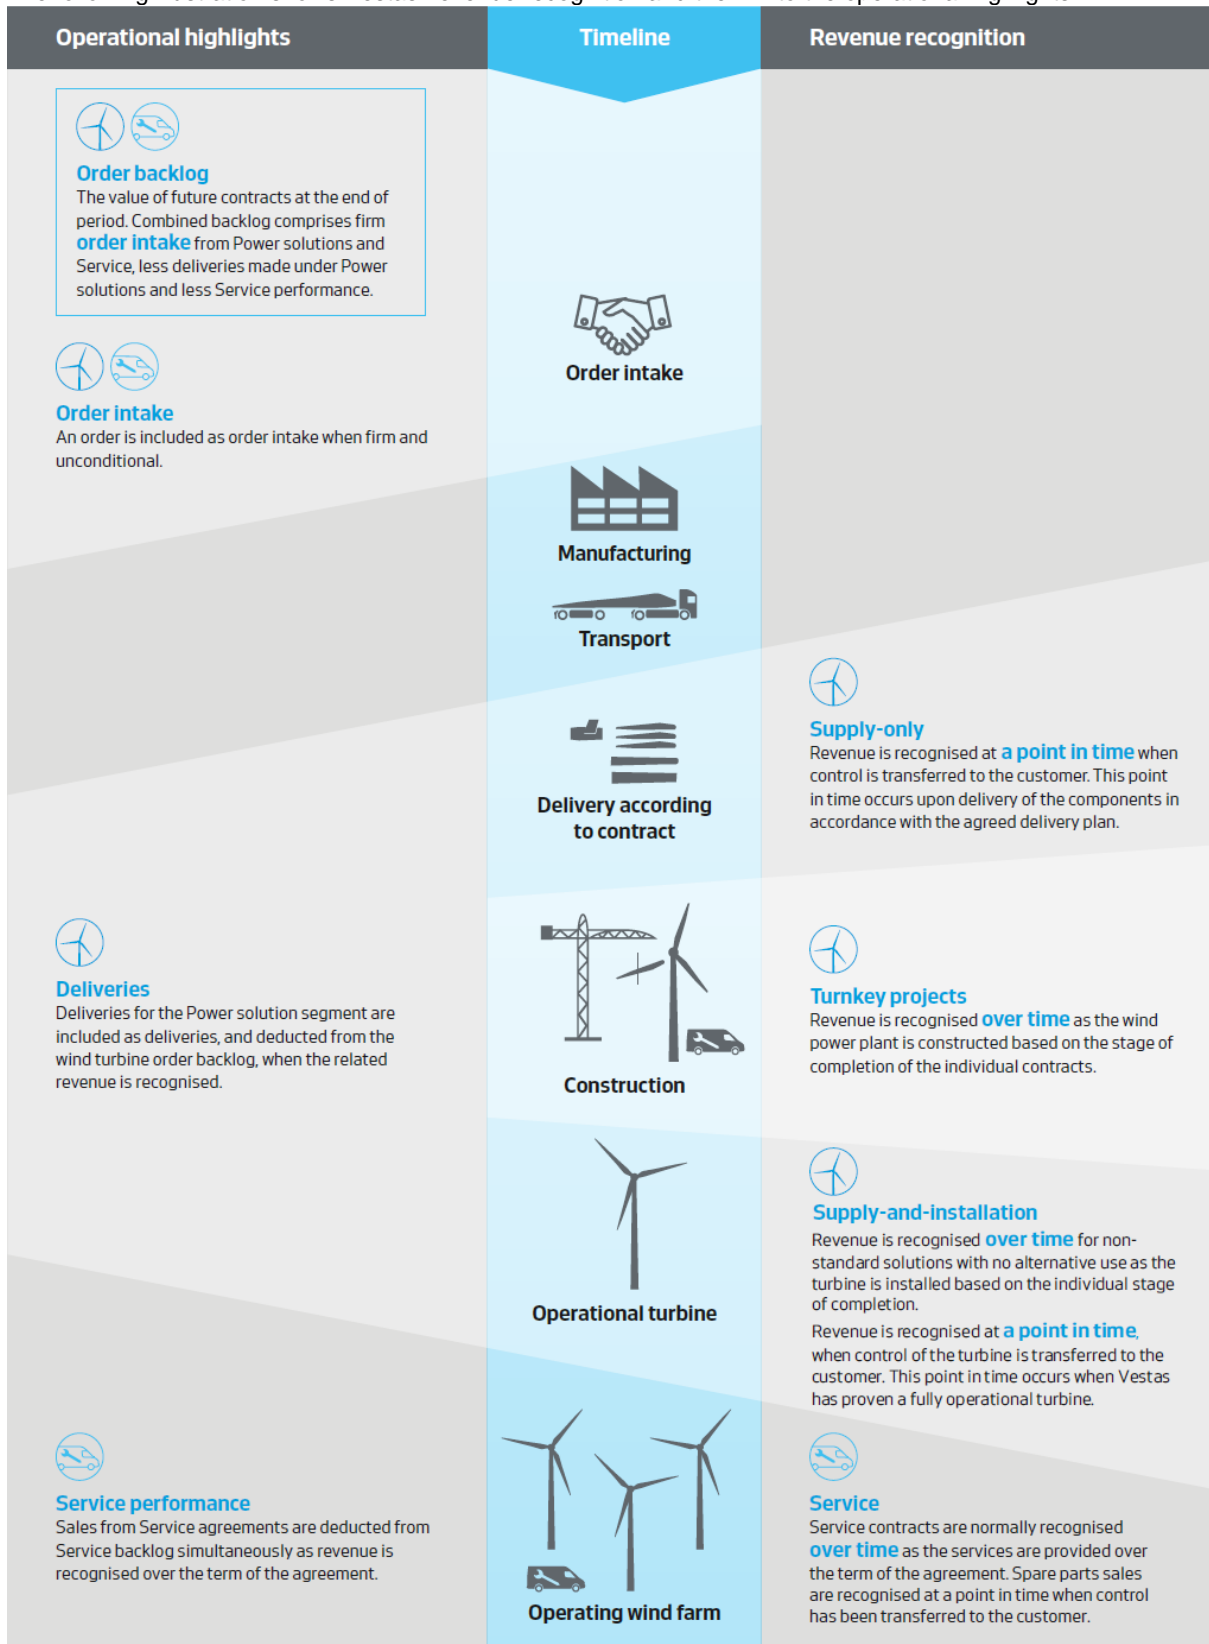 Operational highlights
Timeline
Revenue recognition
Order backlog
The value of future contracts at the end of
period. Combined backlog comprises firm
order intake from Power solutions and
Service, less deliveries made under Power
solutions and less Service performance.
Order intake
Order intake
An order is included as order intake when firm and
unconditional.
Manufacturing
Transport
Supply-only
Revenue is recognised at a point in time when
control is transferred to the customer. This point
in time occurs upon delivery of the components in
accordance with the agreed delivery plan.
Delivery according
to contract
Deliveries
Deliveries for the Power solution segment are
included as deliveries, and deducted from the
wind turbine order backlog, when the related
revenue is recognised.
Construction
Turnkey projects
Revenue is recognised over time as the wind
power plant is constructed based on the stage of
completion of the individual contracts.
Operational turbine
Supply-and-installation
Revenue is recognised over time for non-
standard solutions with no alternative use as the
turbine is installed based on the individual stage
of completion.
Revenue is recognised at a point in time,
when control of the turbine is transferred to the
customer. This point in time occurs when Vestas
has proven a fully operational turbine.
Service performance
Sales from Service agreements are deducted from
Service backlog simultaneously as revenue is
recognised over the term of the agreement.
Operating wind farm
Service
Service contracts are normally recognised
over time as the services are provided over
the term of the agreement. Spare parts sales
are recognised at a point in time when control
has been transferred to the customer.